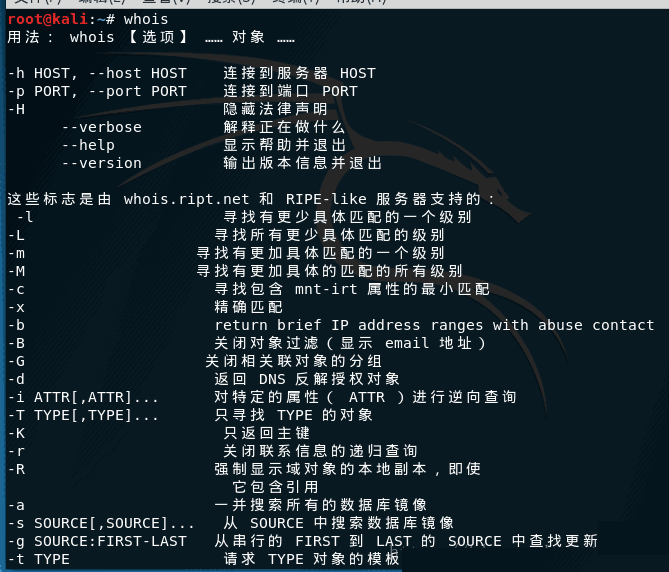 root@kali:~# whois
用法： whois 【选项】 …… 对象 ……
-h HOST, --host HOST    连接到服务器 HOST
-p PORT, --port PORT    连接到端口 PORT
-H                      隐藏法律声明
      --verbose         解释正在做什么
      --help            显示帮助并退出
      --version         输出版本信息并退出
这些标志是由 whois.ript.net 和 RIPE-like 服务器支持的：
 -l                     寻找有更少具体匹配的一个级别
-L                     寻找所有更少具体匹配的级别
-m                   寻找有更加具体匹配的一个级别
-M                   寻找有更加具体的匹配的所有级别
-c                     寻找包含 mnt-irt 属性的最小匹配
-x                     精确匹配
-b                     return brief IP address ranges with abuse contact
-B                     关闭对象过滤（显示 email 地址）
-G                    关闭相关联对象的分组
-d                     返回 DNS 反解授权对象
-i ATTR[,ATTR]...      对特定的属性（ ATTR ）进行逆向查询
-T TYPE[,TYPE]...      只寻找 TYPE 的对象
-K                      只返回主键
-r                      关闭联系信息的递归查询
-R                     强制显示域对象的本地副本，即使
                         它包含引用
-a                     一并搜索所有的数据库镜像
-s SOURCE[,SOURCE]...   从 SOURCE 中搜索数据库镜像
-g SOURCE:FIRST-LAST   从串行的 FIRST 到 LAST 的 SOURCE 中查找更新
-t TYPE                 请求 TYPE 对象的模板